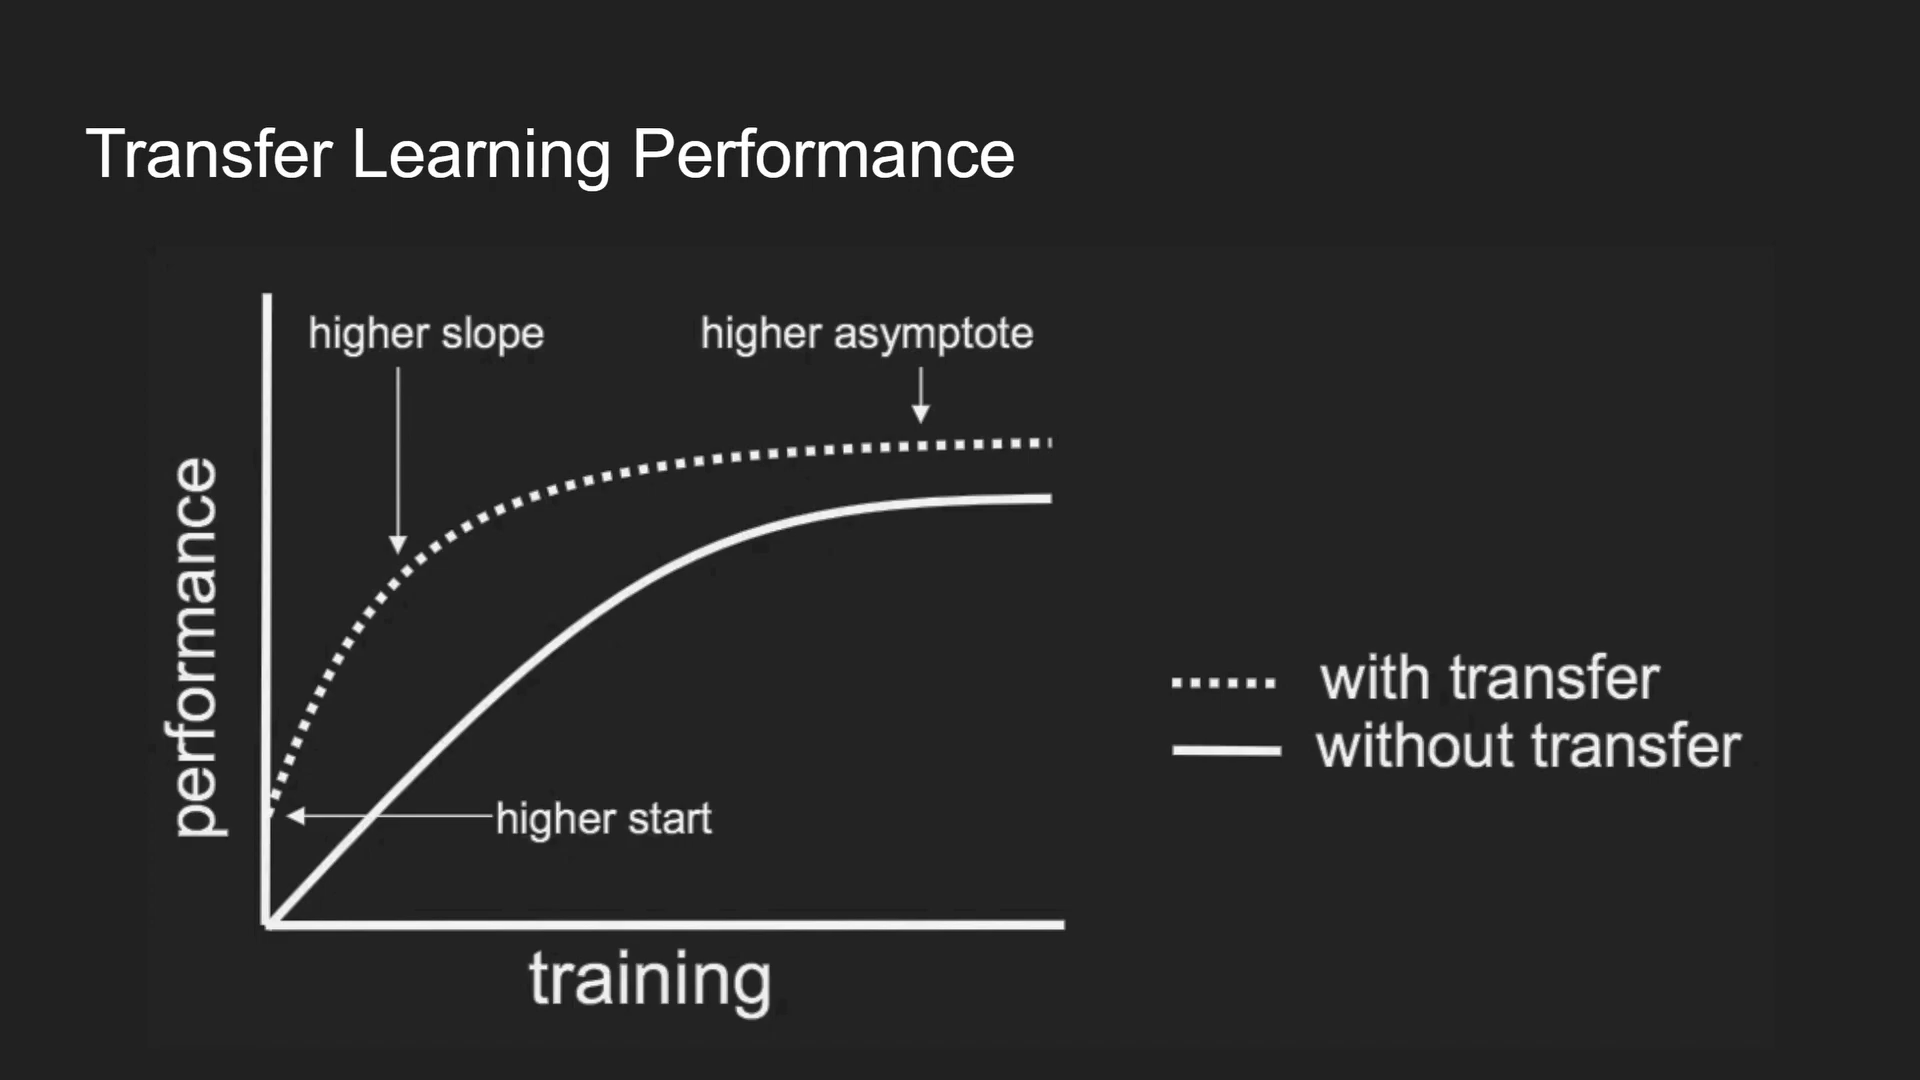 Transfer Learning Performance
higher slope
higher asymptote
performance
higher start
training
with transfer
without transfer